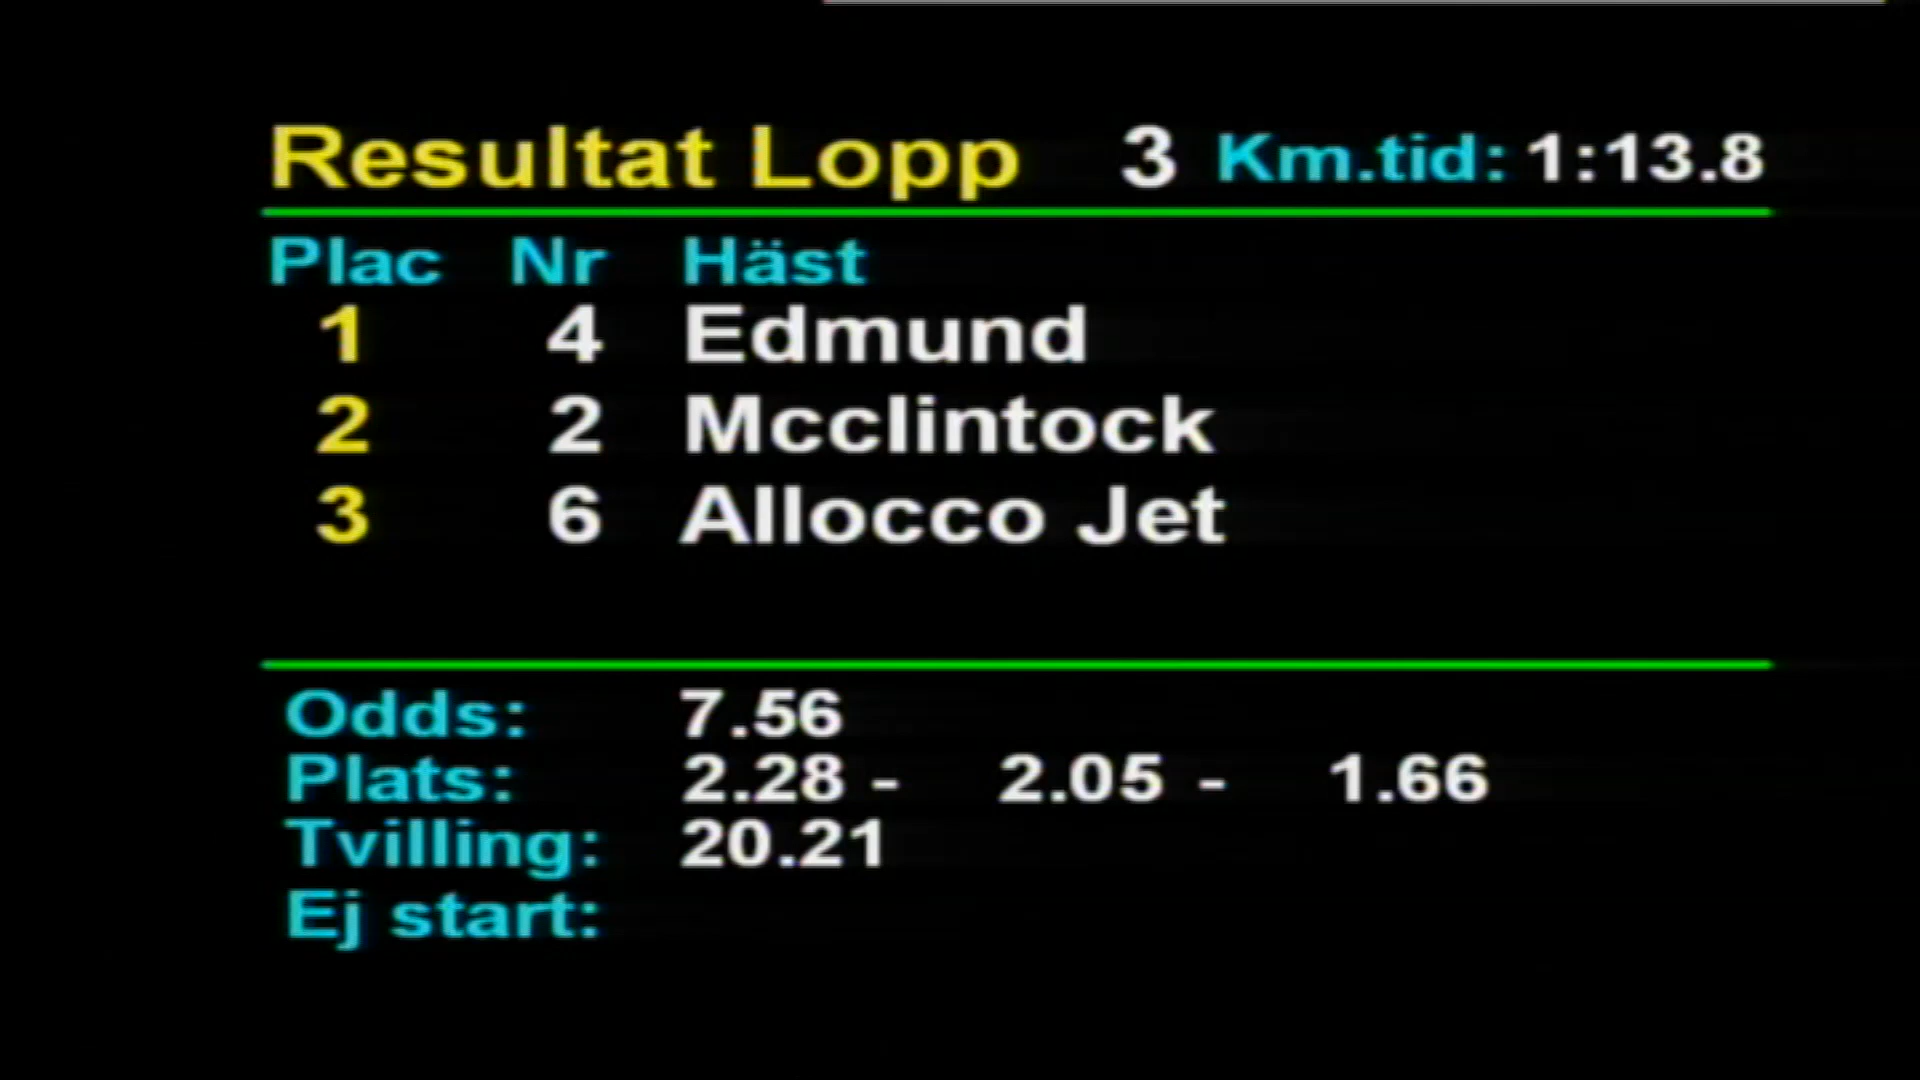 Resultat Lopp 3 Km.tid: 1:13.8
Plac Nr Häst
1 4 Edmund
2 2 Mcclintock
3 6 Allocco Jet
Odds: 7.56
Plats: 2.28 - 2.05 - 1.66
Tvilling: 20.21
Ej start: